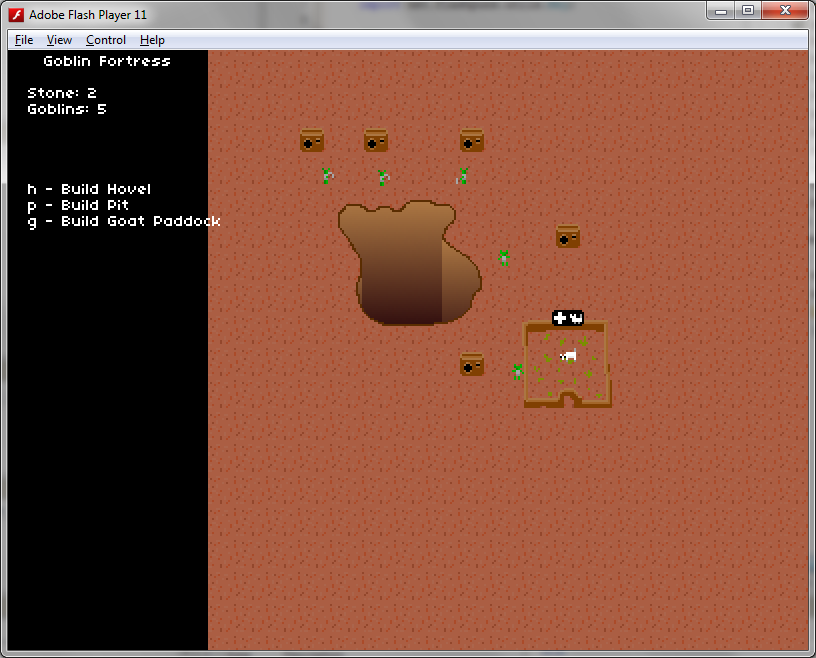 Adobe Flash Player 11
File View Control Help
Goblin Fortress
Stone: 2
Goblins: 5
h - Build Hovel
p - Build Pit
g - Build Goat Paddock